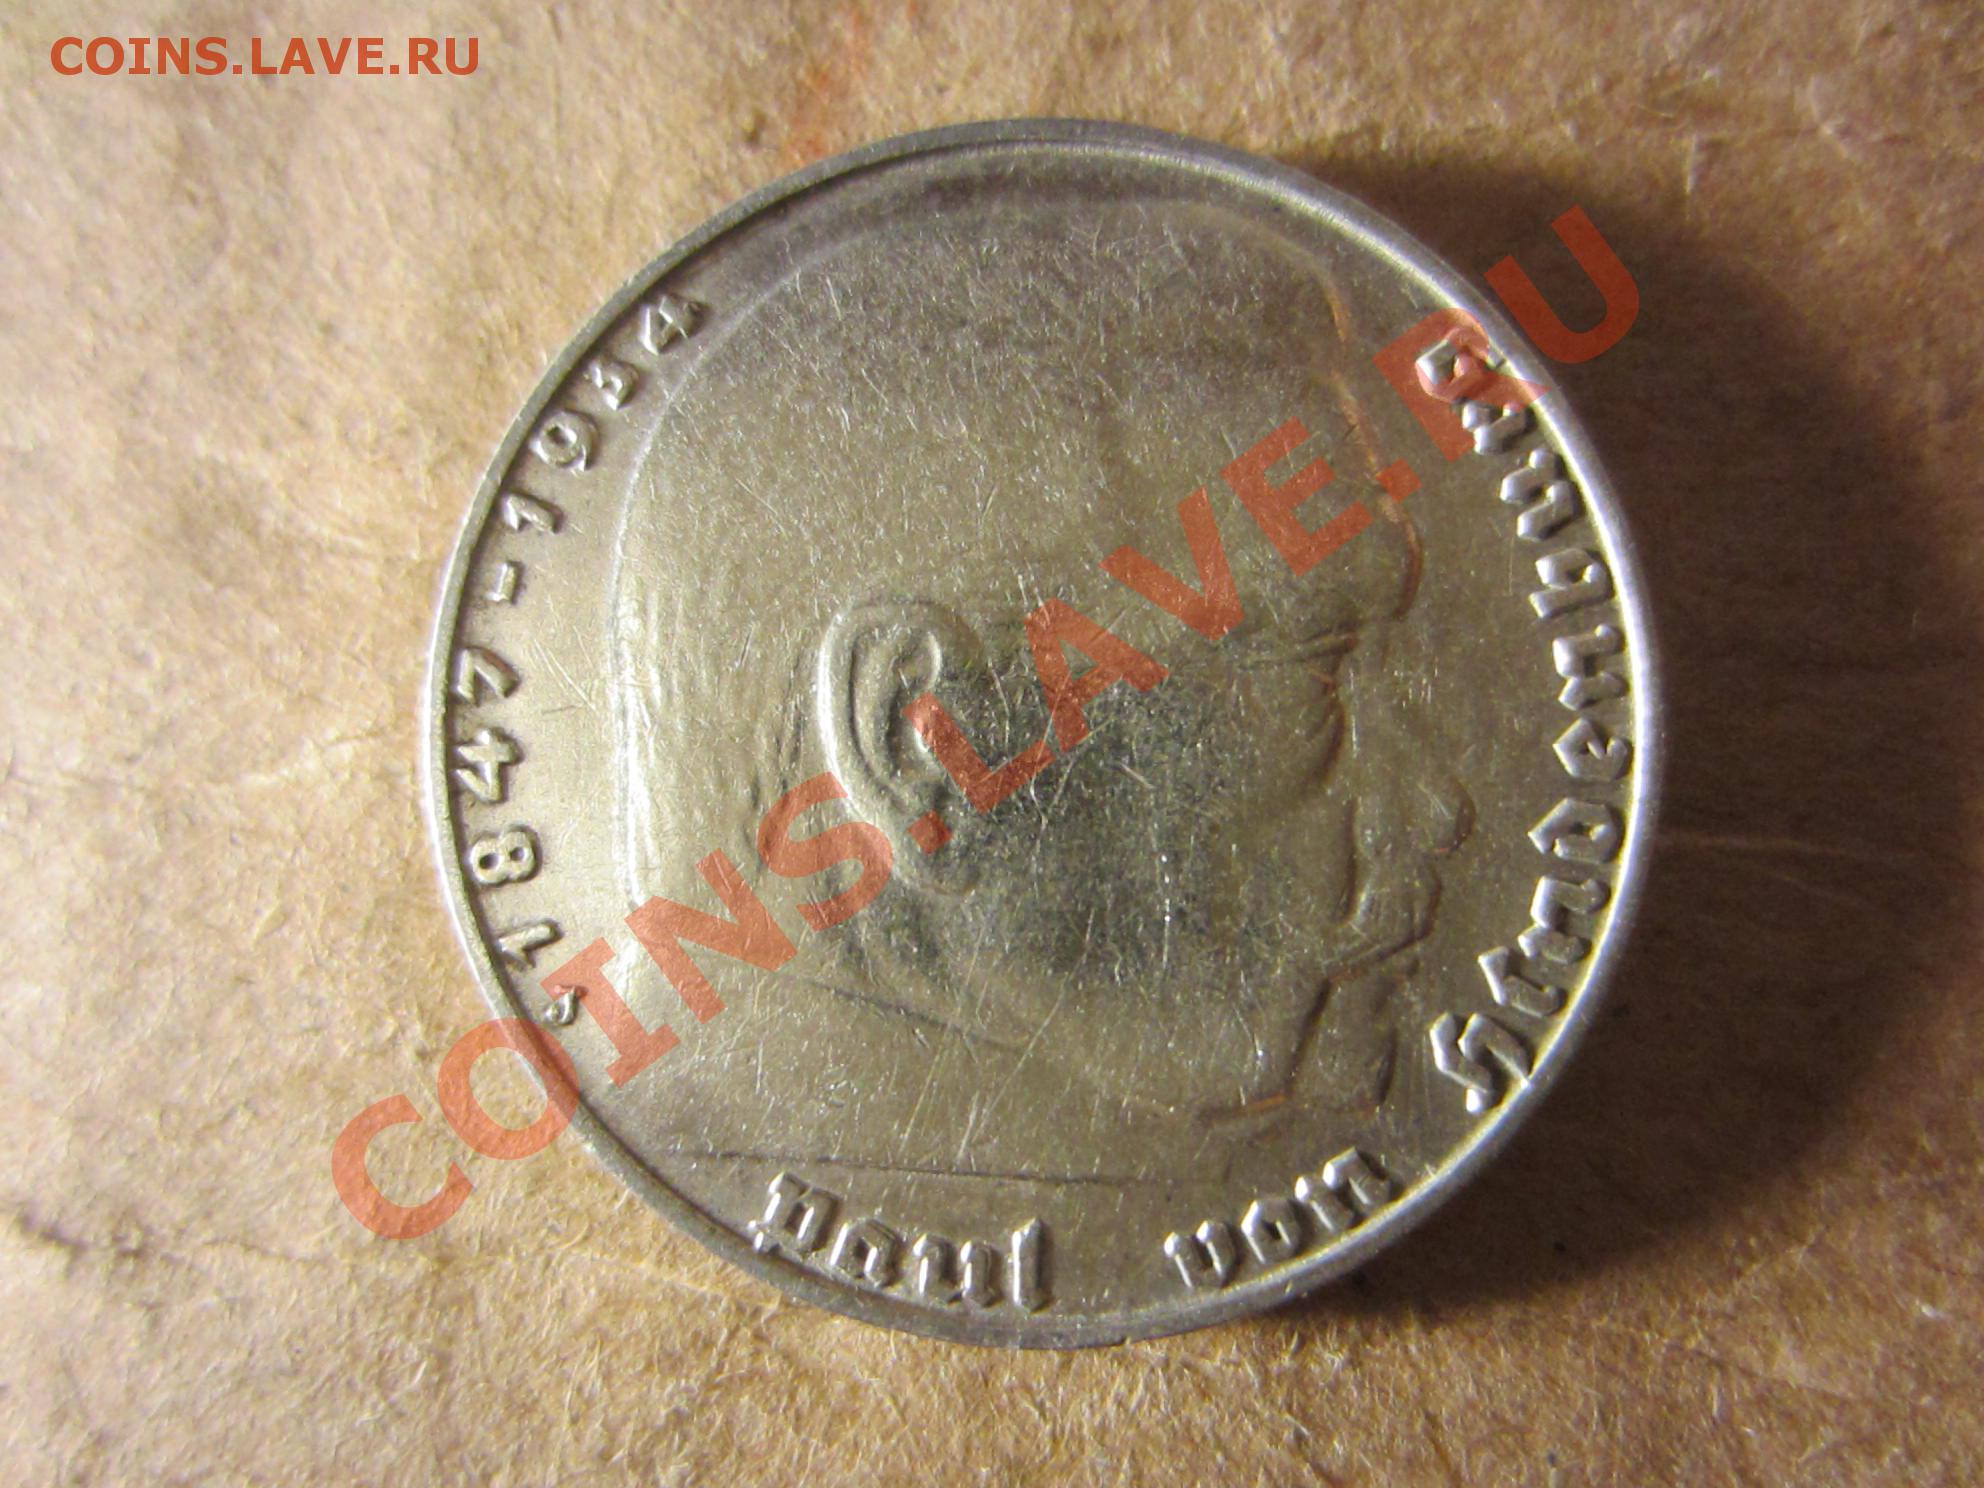 COINS.LAVE.RU
COINS.LAVE.RU
1847-1934
Paul von Hindenburg